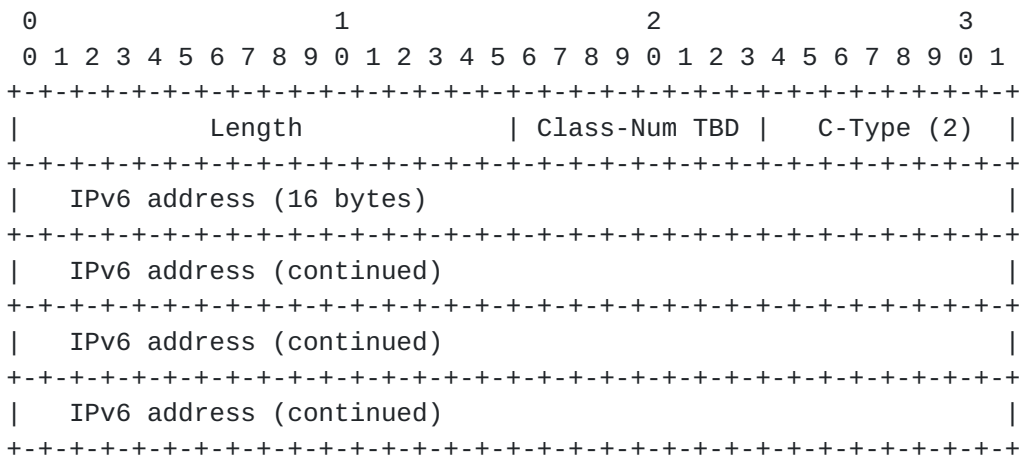 0                   1                   2                   3
 0 1 2 3 4 5 6 7 8 9 0 1 2 3 4 5 6 7 8 9 0 1 2 3 4 5 6 7 8 9 0 1
+-+-+-+-+-+-+-+-+-+-+-+-+-+-+-+-+-+-+-+-+-+-+-+-+-+-+-+-+-+-+-+-+
|            Length             | Class-Num TBD |   C-Type (2)  |
+-+-+-+-+-+-+-+-+-+-+-+-+-+-+-+-+-+-+-+-+-+-+-+-+-+-+-+-+-+-+-+-+
|   IPv6 address (16 bytes)                                     |
+-+-+-+-+-+-+-+-+-+-+-+-+-+-+-+-+-+-+-+-+-+-+-+-+-+-+-+-+-+-+-+-+
|   IPv6 address (continued)                                    |
+-+-+-+-+-+-+-+-+-+-+-+-+-+-+-+-+-+-+-+-+-+-+-+-+-+-+-+-+-+-+-+-+
|   IPv6 address (continued)                                    |
+-+-+-+-+-+-+-+-+-+-+-+-+-+-+-+-+-+-+-+-+-+-+-+-+-+-+-+-+-+-+-+-+
|   IPv6 address (continued)                                    |
+-+-+-+-+-+-+-+-+-+-+-+-+-+-+-+-+-+-+-+-+-+-+-+-+-+-+-+-+-+-+-+-+